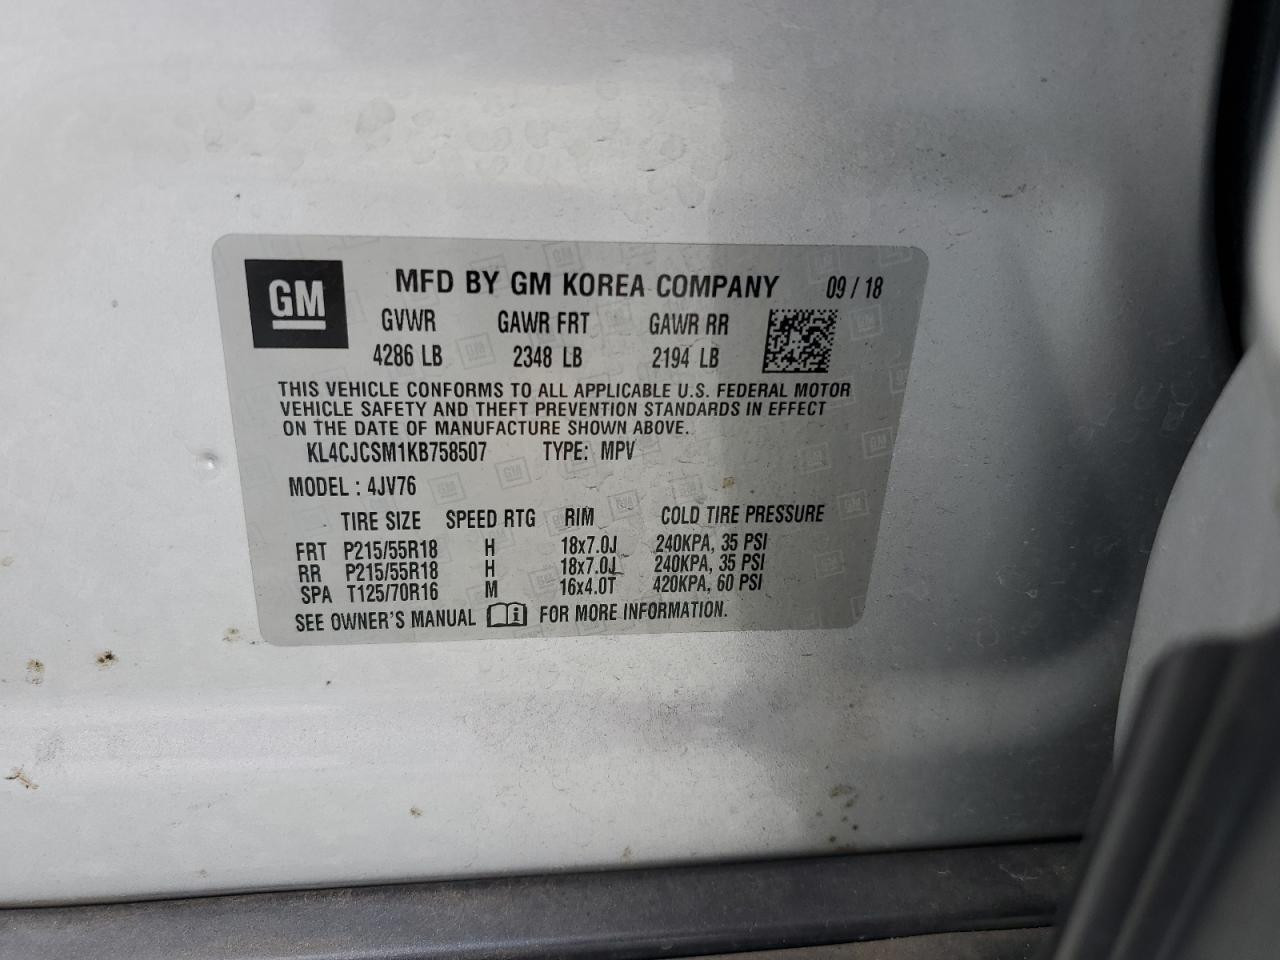 GM MFD BY GM KOREA COMPANY 09 / 18
GVWR GAWR FRT GAWR RR
4286 LB 2348 LB 2194 LB
THIS VEHICLE CONFORMS TO ALL APPLICABLE U.S. FEDERAL MOTOR
VEHICLE SAFETY AND THEFT PREVENTION STANDARDS IN EFFECT
ON THE DATE OF MANUFACTURE SHOWN ABOVE.
KL4CJCSM1KB758507 TYPE: MPV
MODEL : 4JV76
TIRE SIZE SPEED RTG RIM COLD TIRE PRESSURE
FRT P215/55R18 H 18x7.0J 240KPA, 35 PSI
RR P215/55R18 H 18x7.0J 240KPA, 35 PSI
SPA T125/70R16 M 16x4.0T 420KPA, 60 PSI
SEE OWNER'S MANUAL i FOR MORE INFORMATION.